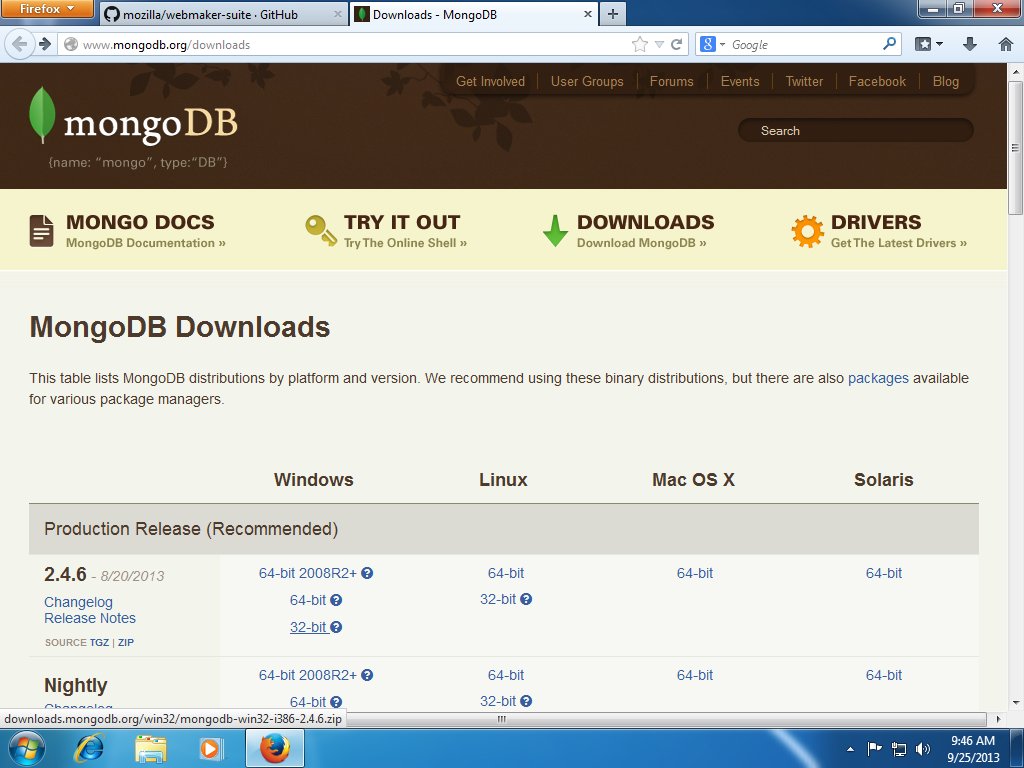 Firefox
mozilla/webmaker-suite · GitHub
Downloads - MongoDB
www.mongodb.org/downloads
Google
Get Involved
User Groups
Forums
Events
Twitter
Facebook
Blog
mongoDB
Search
{name: “mongo”, type:“DB”}
MONGO DOCS
MongoDB Documentation »
TRY IT OUT
Try The Online Shell »
DOWNLOADS
Download MongoDB »
DRIVERS
Get The Latest Drivers »
MongoDB Downloads
This table lists MongoDB distributions by platform and version. We recommend using these binary distributions, but there are also packages available
for various package managers.
Windows Linux Mac OS X Solaris
Production Release (Recommended)
2.4.6 - 8/20/2013
Changelog
Release Notes
SOURCE TGZ | ZIP
64-bit 2008R2+ ?
64-bit ?
32-bit ?
64-bit
32-bit ?
64-bit
64-bit
Nightly
Changelog
64-bit 2008R2+ ?
64-bit ?
64-bit
32-bit ?
64-bit
64-bit
downloads.mongodb.org/win32/mongodb-win32-i386-2.4.6.zip
9:46 AM
9/25/2013